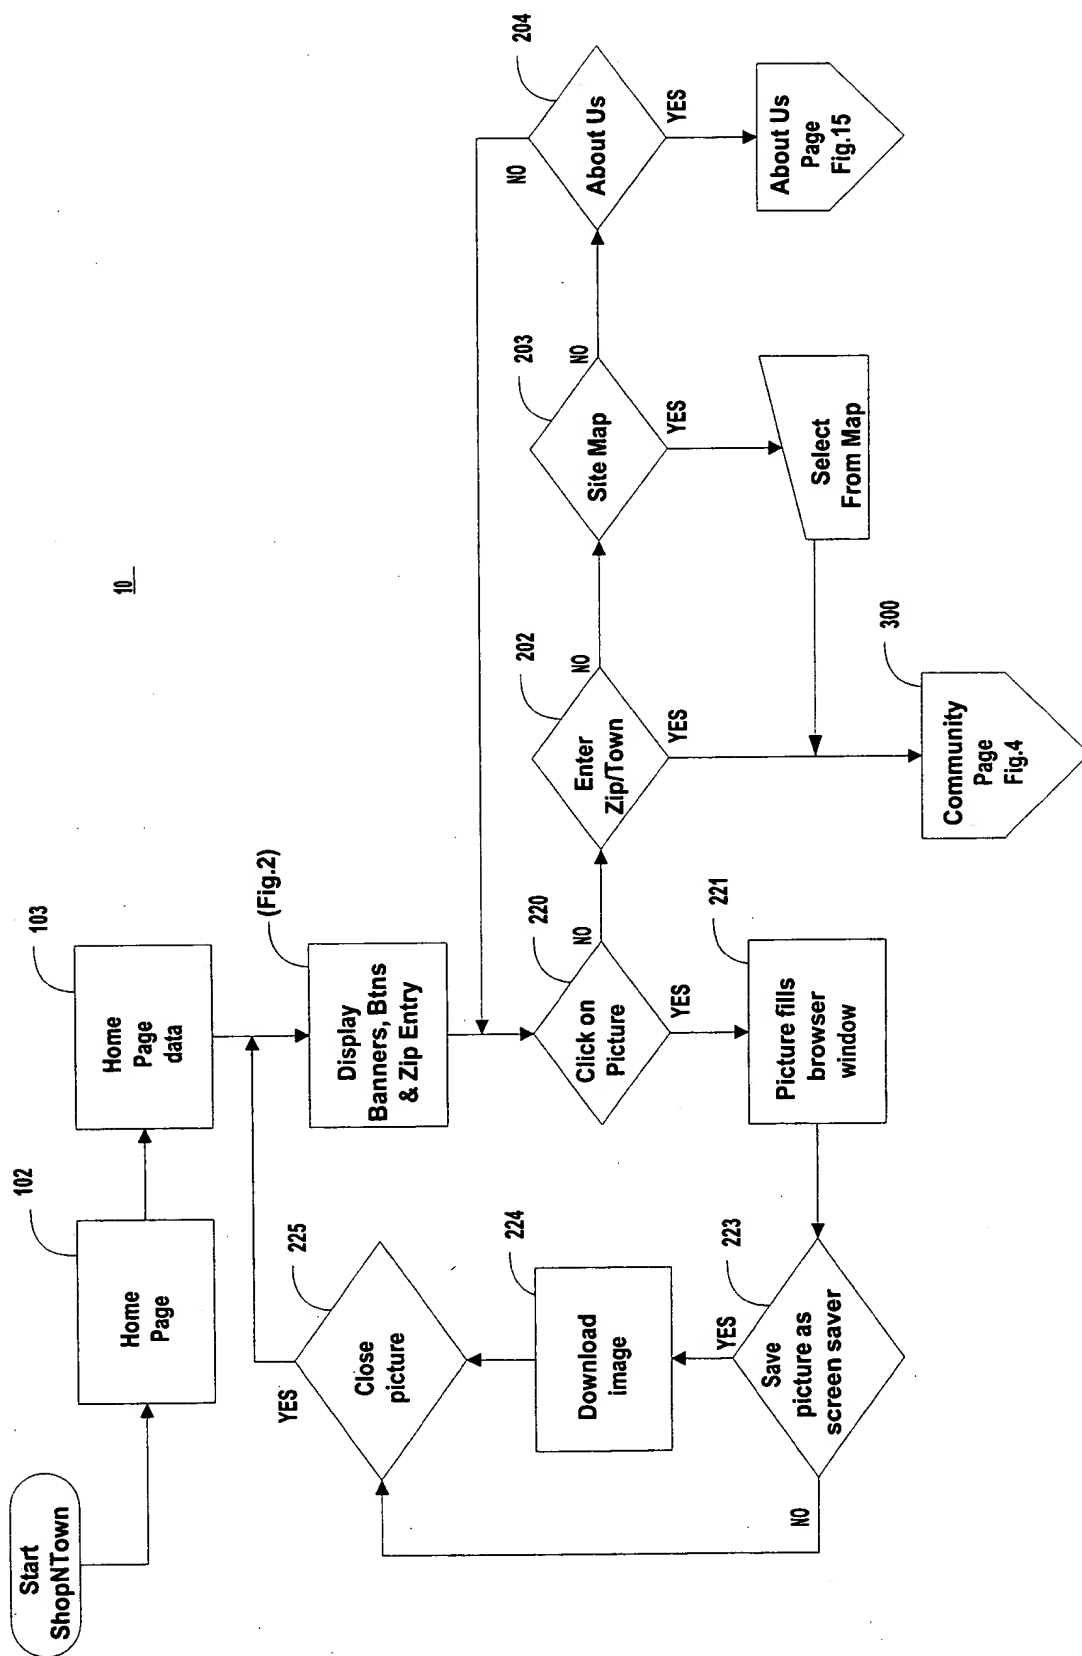 10
Start
ShopNTown
102
Home
Page
103
Home
Page
data
(Fig.2)
Display
Banners, Btns
& Zip Entry
220
Click on
Picture
NO
YES
202
Enter
Zip/Town
NO
YES
203
Site Map
NO
YES
204
About Us
NO
YES
About Us
Page
Fig.15
Select
From Map
300
Community
Page
Fig.4
221
Picture fills
browser
window
223
Save
picture as
screen saver
YES
NO
224
Download
image
225
Close
picture
YES